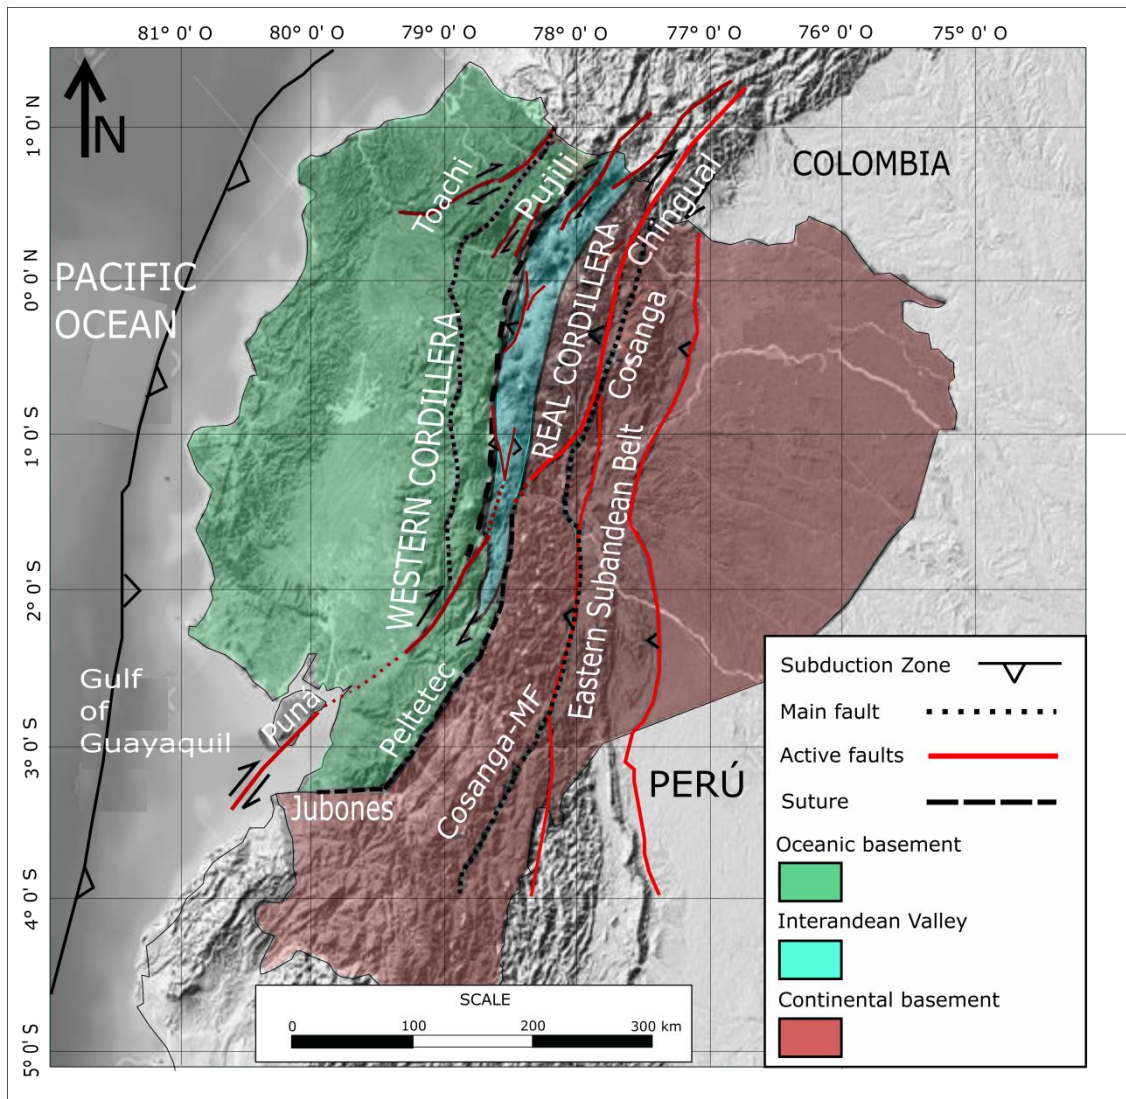 81° 0' O 80° 0' O 79° 0' O 78° 0' O 77° 0' O 76° 0' O 75° 0' O
1° 0' N
0° 0' N
1° 0' S
2° 0' S
3° 0' S
4° 0' S
5° 0' S
N
COLOMBIA
PACIFIC
OCEAN
Toachi
Pujili
Chingual
WESTERN CORDILLERA
REAL CORDILLERA
Cosanga
Eastern Subandean Belt
Gulf
of
Guayaquil
Puná
Peltetec
Jubones
Cosanga-MF
PERÚ
Subduction Zone
Main fault
Active faults
Suture
Oceanic basement
Interandean Valley
Continental basement
SCALE
0 100 200 300 km